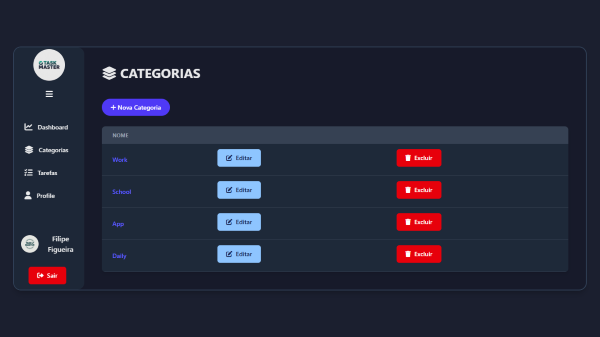 TASK
MASTER
CATEGORIAS
+ Nova Categoria
Dashboard
Categorias
Tarefas
Profile
NOME
Work Editar Excluir
School Editar Excluir
App Editar Excluir
Daily Editar Excluir
Filipe
Figueira
Sair